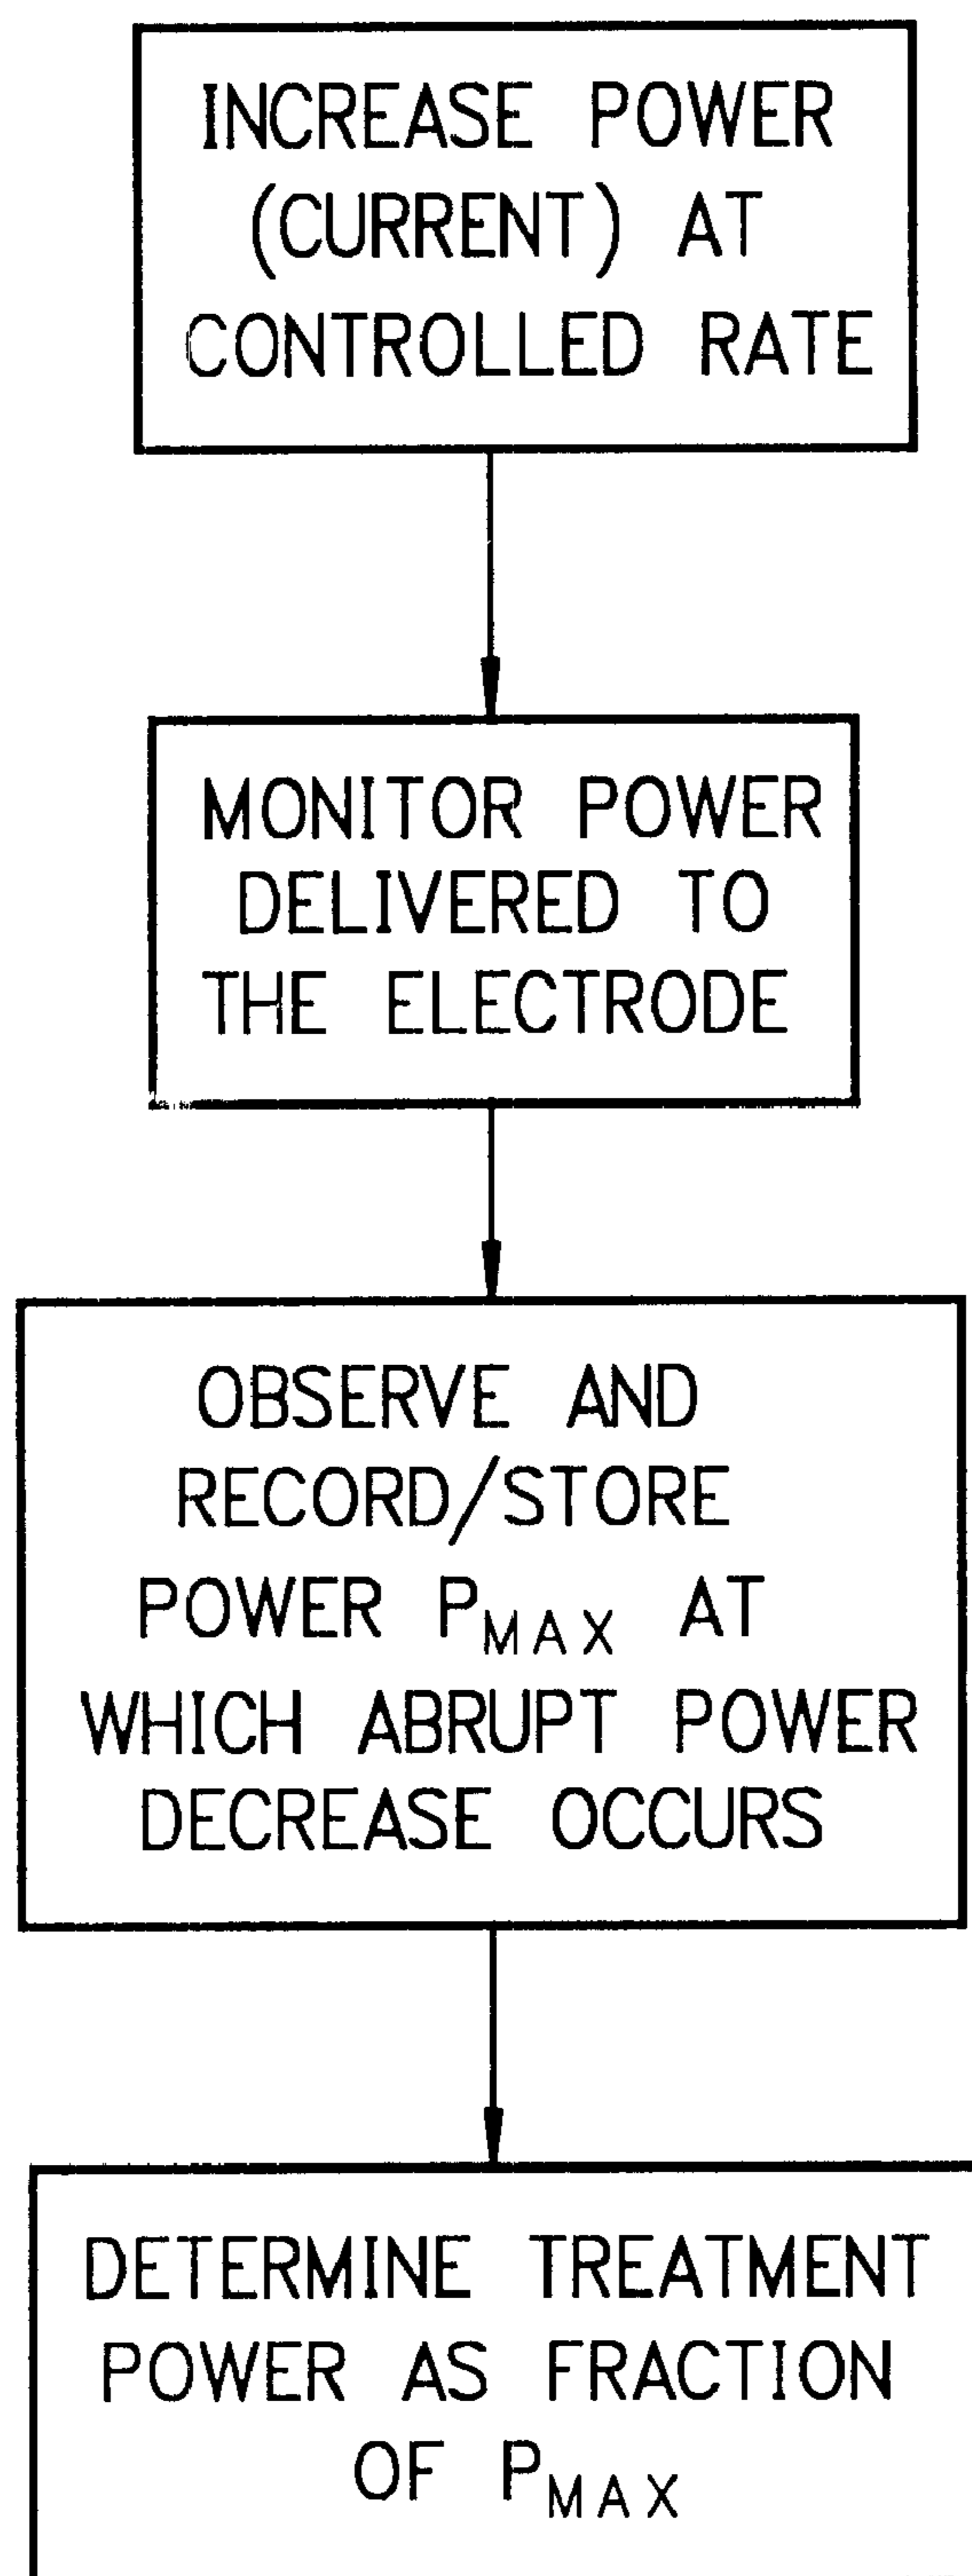 INCREASE POWER
(CURRENT) AT
CONTROLLED RATE
MONITOR POWER
DELIVERED TO
THE ELECTRODE
OBSERVE AND
RECORD/STORE
POWER PMAX AT
WHICH ABRUPT POWER
DECREASE OCCURS
DETERMINE TREATMENT
POWER AS FRACTION
OF PMAX